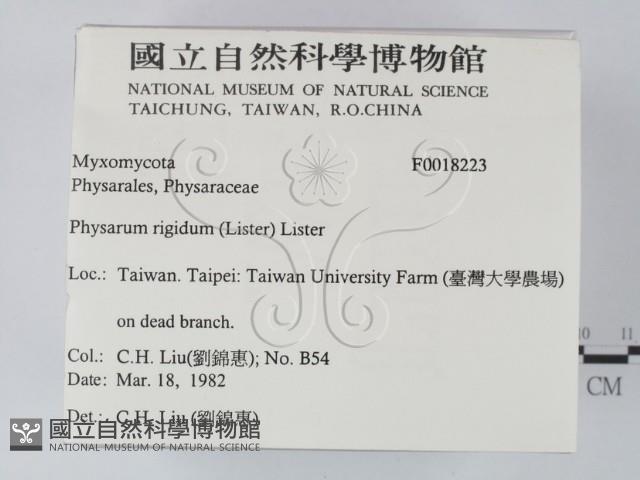 國立自然科學博物館
NATIONAL MUSEUM OF NATURAL SCIENCE
TAICHUNG, TAIWAN, R.O.CHINA
Myxomycota F0018223
Physarales, Physaraceae
Physarum rigidum (Lister) Lister
Loc.: Taiwan. Taipei: Taiwan University Farm (臺灣大學農場)
on dead branch.
Col.: C.H. Liu(劉錦惠); No. B54
Date: Mar. 18, 1982
Det.: C.H. Liu (劉錦惠)
國立自然科學博物館
NATIONAL MUSEUM OF NATURAL SCIENCE
10 11
CM